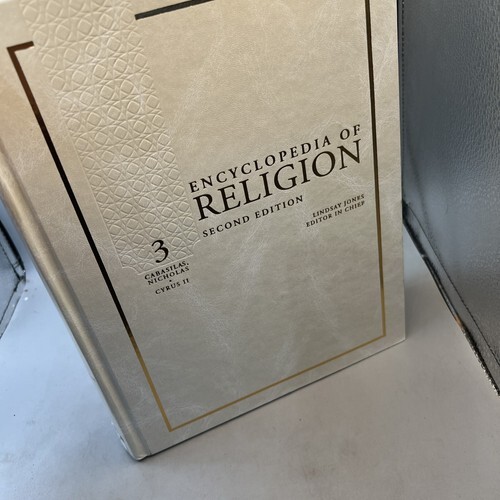 ENCYCLOPEDIA OF
RELIGION
SECOND EDITION
LINDSAY JONES
EDITOR IN CHIEF
3
CABASILAS,
NICHOLAS
•
CYRUS II